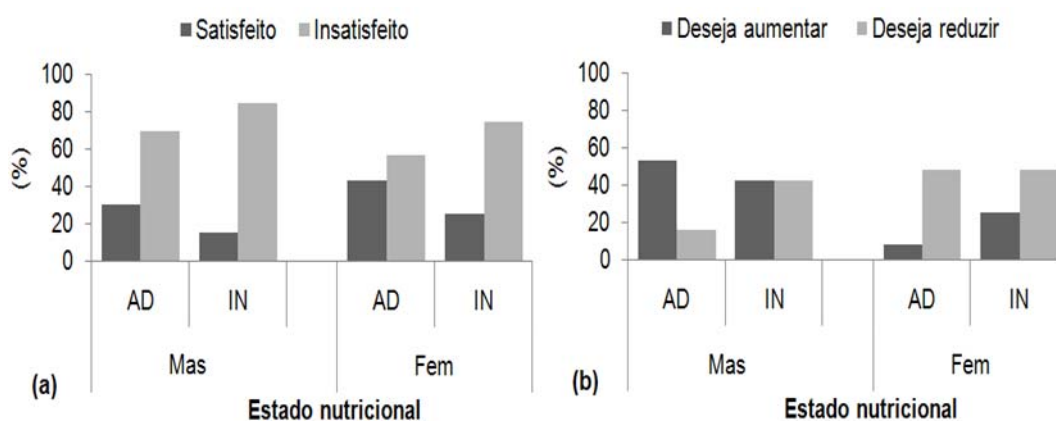 Satisfeito Insatisfeito
100
80
60
40
20
0
(%)
AD IN AD IN
Mas Fem
(a)
Estado nutricional
Deseja aumentar Deseja reduzir
100
80
60
40
20
0
(%)
AD IN AD IN
Mas Fem
(b)
Estado nutricional